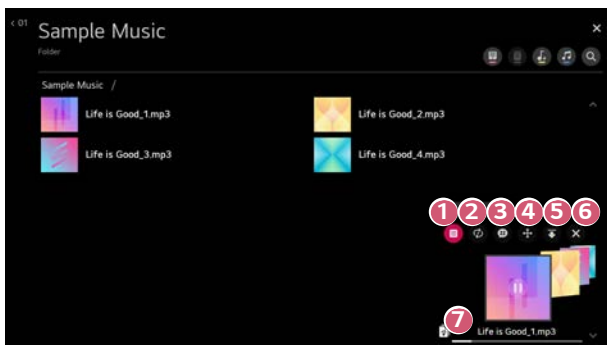 < 01
Sample Music
Folder
Sample Music /
Life is Good_1.mp3
Life is Good_2.mp3
Life is Good_3.mp3
Life is Good_4.mp3
1 2 3 4 5 6
7
Life is Good_1.mp3